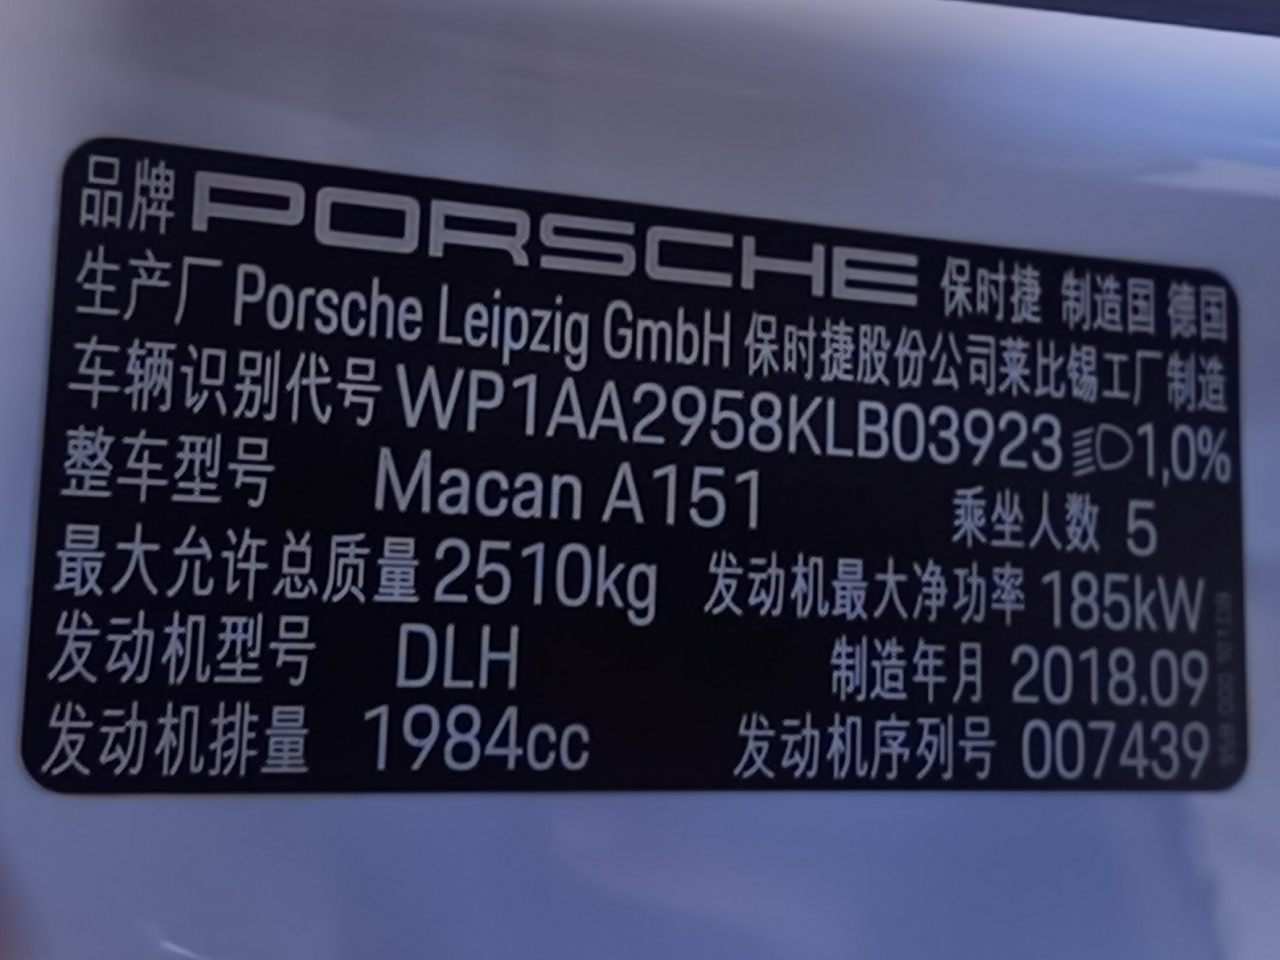 品牌 PORSCHE 保时捷 制造国 德国
生产厂 Porsche Leipzig GmbH 保时捷股份公司莱比锡工厂制造
车辆识别代号 WP1AA2958KLB03923 1,0%
整车型号 Macan A151 乘坐人数 5
最大允许总质量 2510kg 发动机最大净功率 185kW
发动机型号 DLH 制造年月 2018.09
发动机排量 1984cc 发动机序列号 007439